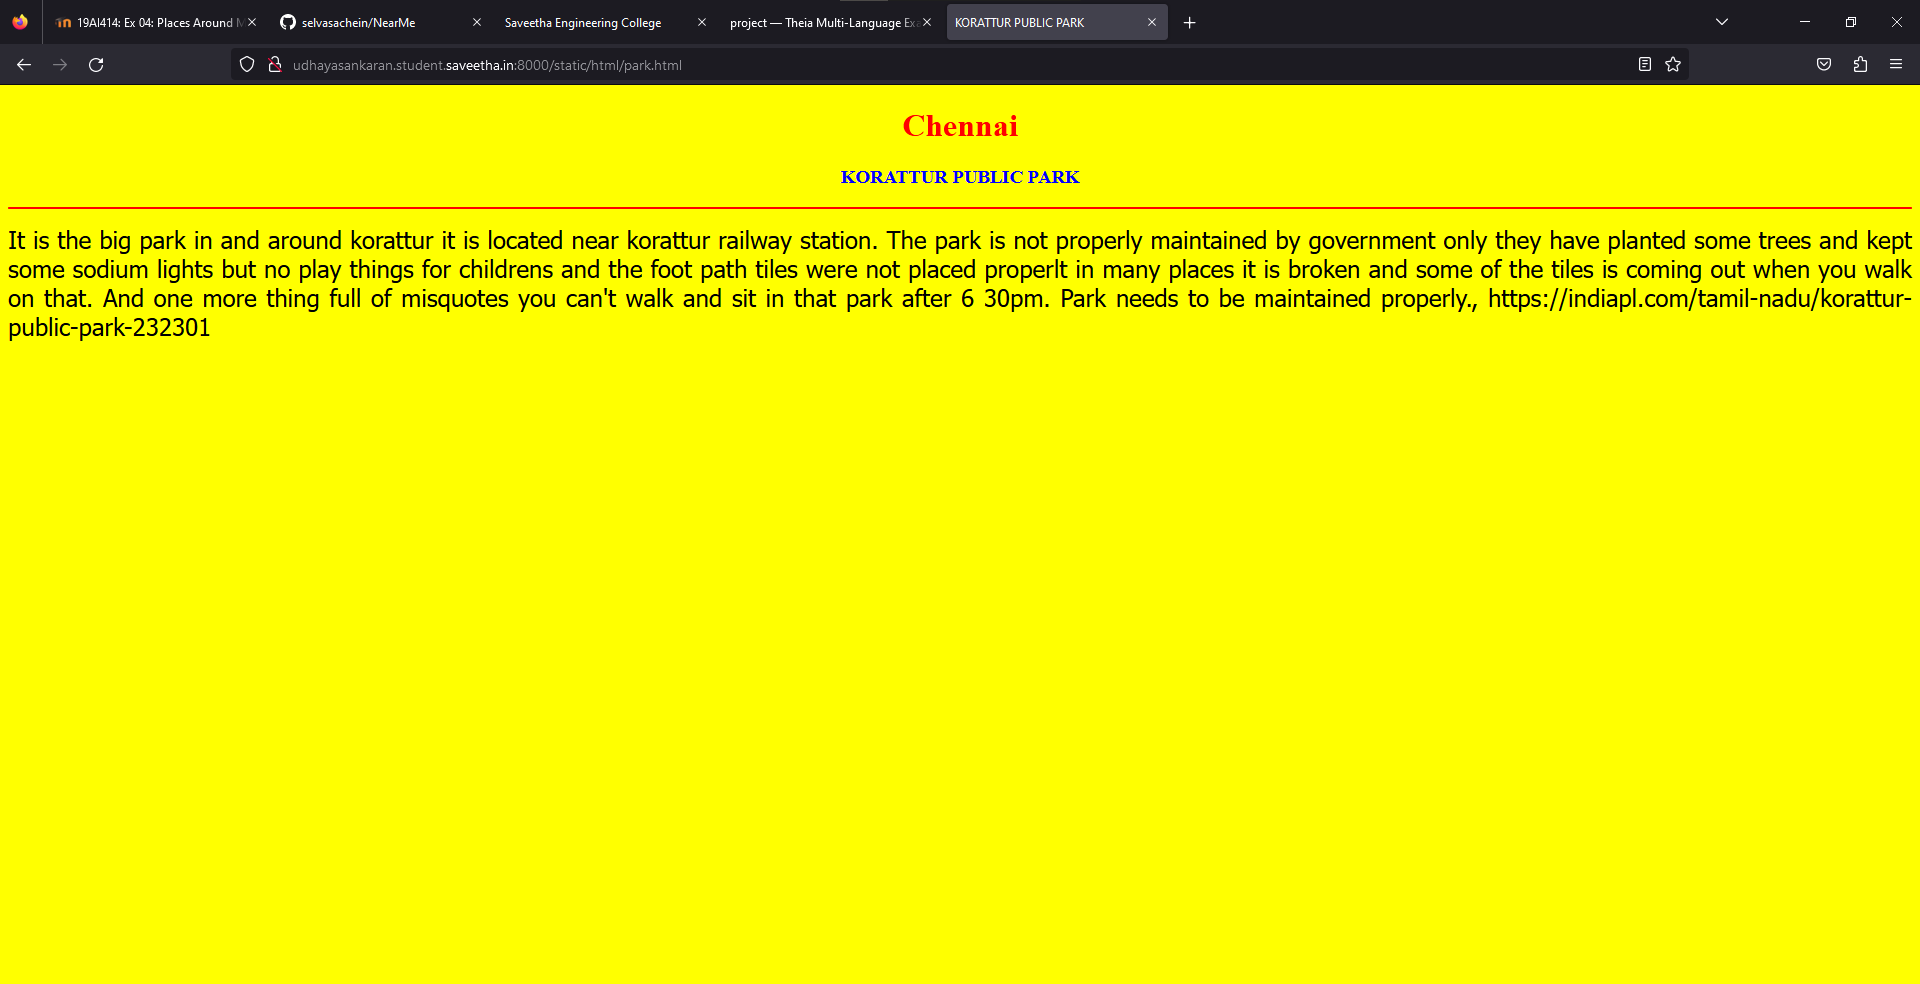 19AI414: Ex 04: Places Around M
selvasachein/NearMe
Saveetha Engineering College
project — Theia Multi-Language Exa
KORATTUR PUBLIC PARK
udhayasankaran.student.saveetha.in:8000/static/html/park.html
Chennai
KORATTUR PUBLIC PARK
It is the big park in and around korattur it is located near korattur railway station. The park is not properly maintained by government only they have planted some trees and kept
some sodium lights but no play things for childrens and the foot path tiles were not placed properlt in many places it is broken and some of the tiles is coming out when you walk
on that. And one more thing full of misquotes you can't walk and sit in that park after 6 30pm. Park needs to be maintained properly., https://indiapl.com/tamil-nadu/korattur-
public-park-232301